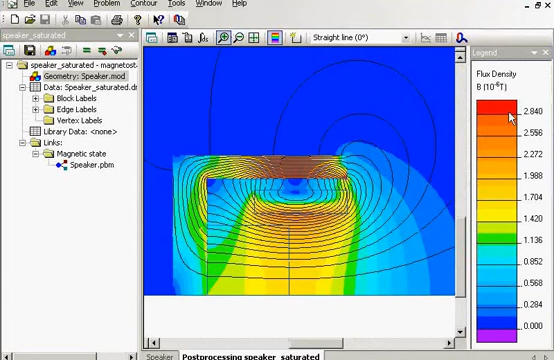 File Edit View Problem Contour Tools Window Help
Straight line (0°)
speaker_saturated
Legend
speaker_saturated - magnetost
Geometry: Speaker.mod
Data: Speaker_saturated.d
Block Labels
Edge Labels
Vertex Labels
Library Data: <none>
Links:
Magnetic state
Speaker.pbm
Flux Density
2.840
2.556
2.272
1.988
1.704
1.420
1.136
0.852
0.568
0.284
0.000
Speaker Postprocessing speaker_saturated